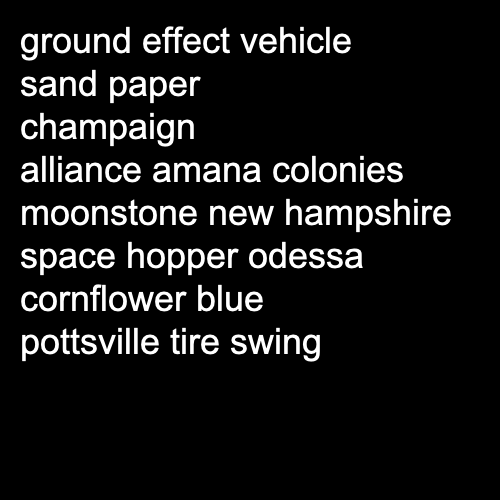 ground effect vehicle
sand paper
champaign
alliance amana colonies
moonstone new hampshire
space hopper odessa
cornflower blue
pottsville tire swing